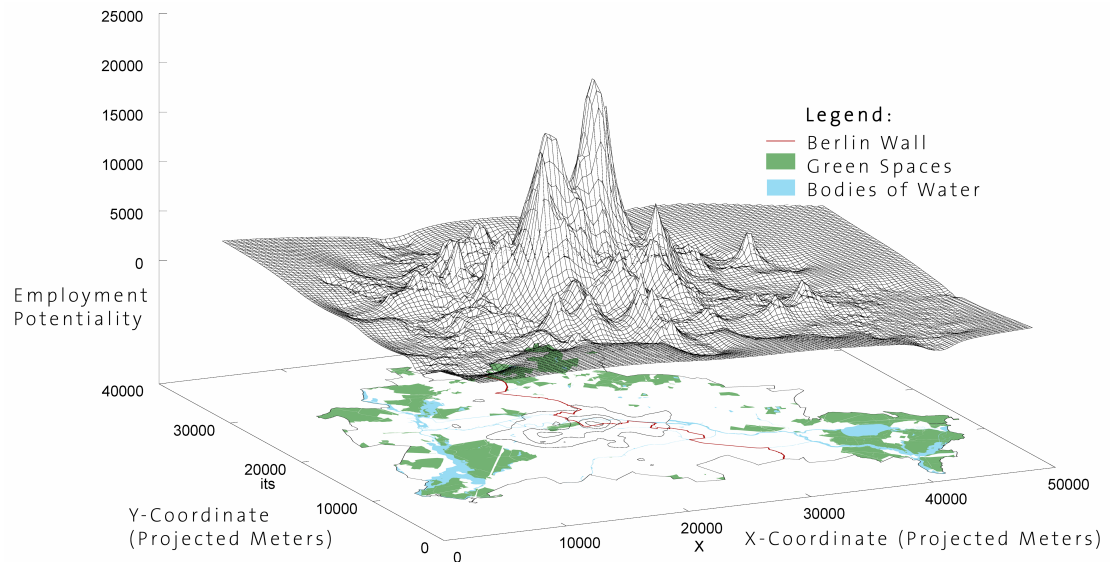 25000
20000
15000
10000
5000
0
Employment
Potentiality
Legend:
Berlin Wall
Green Spaces
Bodies of Water
40000
30000
20000
its
10000
0
Y-Coordinate
(Projected Meters)
0
10000
20000
X
30000
40000
50000
X-Coordinate (Projected Meters)